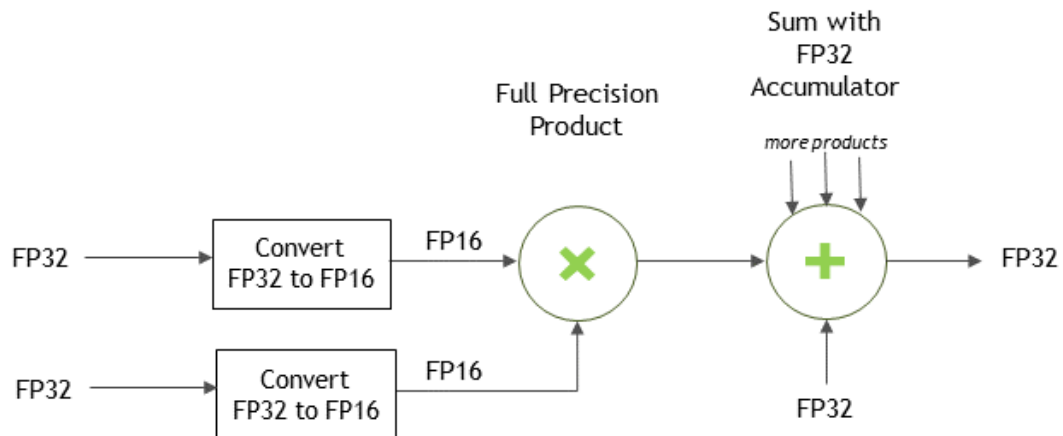 Sum with
FP32
Accumulator
Full Precision
Product
more products
FP32
Convert
FP32 to FP16
FP16
FP32
FP32
Convert
FP32 to FP16
FP16
FP32